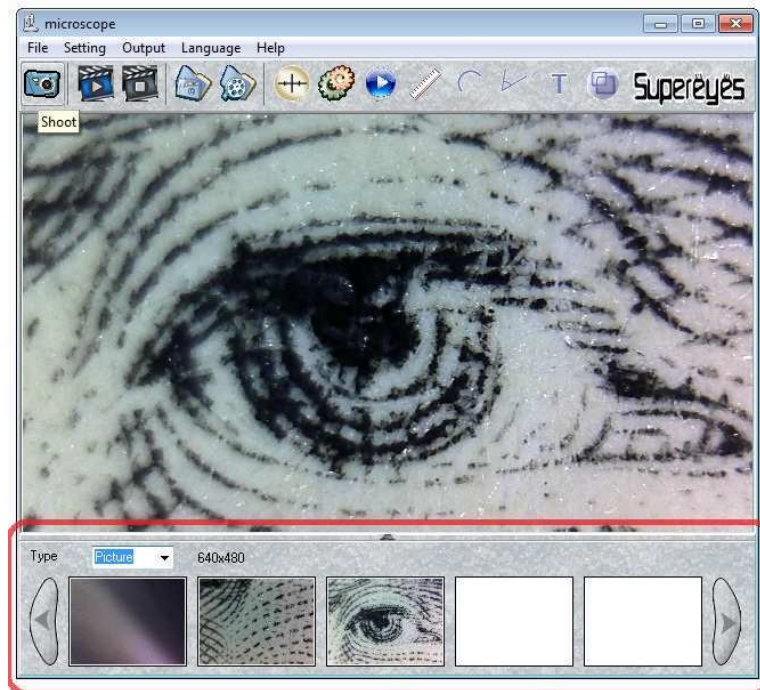 microscope
File Setting Output Language Help
T Supereyes
Shoot
Type Picture 640x480